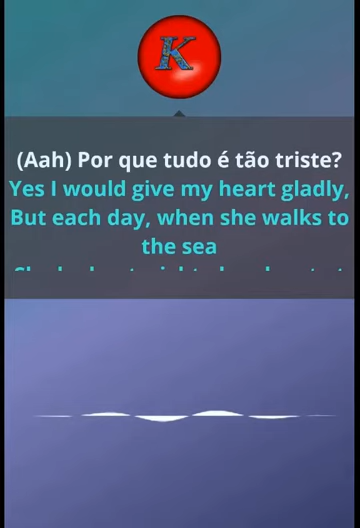 K
(Aah) Por que tudo é tão triste?
Yes I would give my heart gladly,
But each day, when she walks to
the sea